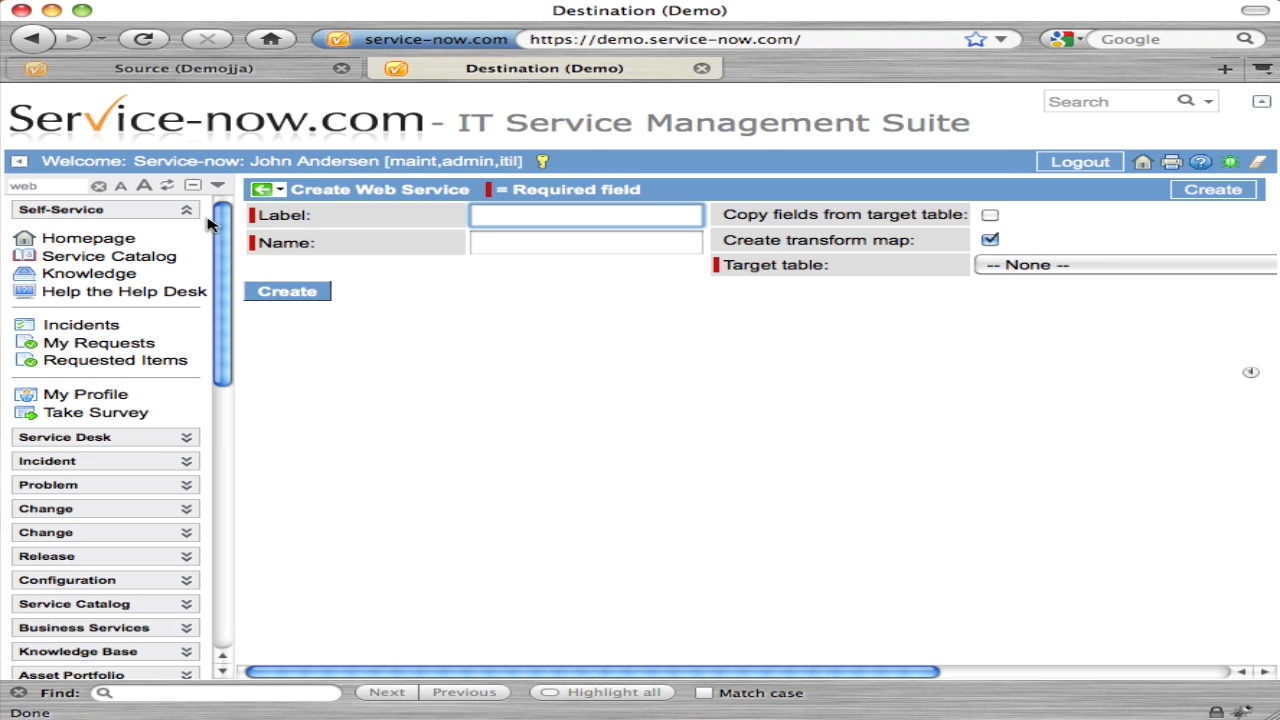 Destination (Demo)
service-now.com https://demo.service-now.com/ Google
Source (Demojja) Destination (Demo)
Service-now.com - IT Service Management Suite
Search
Welcome: Service-now: John Andersen [maint,admin,itil] Logout
web A A
Create Web Service = Required field Create
Self-Service
Label: Copy fields from target table:
Homepage
Name: Create transform map:
Service Catalog
Target table: -- None --
Knowledge
Help the Help Desk
Create
Incidents
My Requests
Requested Items
My Profile
Take Survey
Service Desk
Incident
Problem
Change
Change
Release
Configuration
Service Catalog
Business Services
Knowledge Base
Asset Portfolio
Find: Next Previous Highlight all Match case
Done